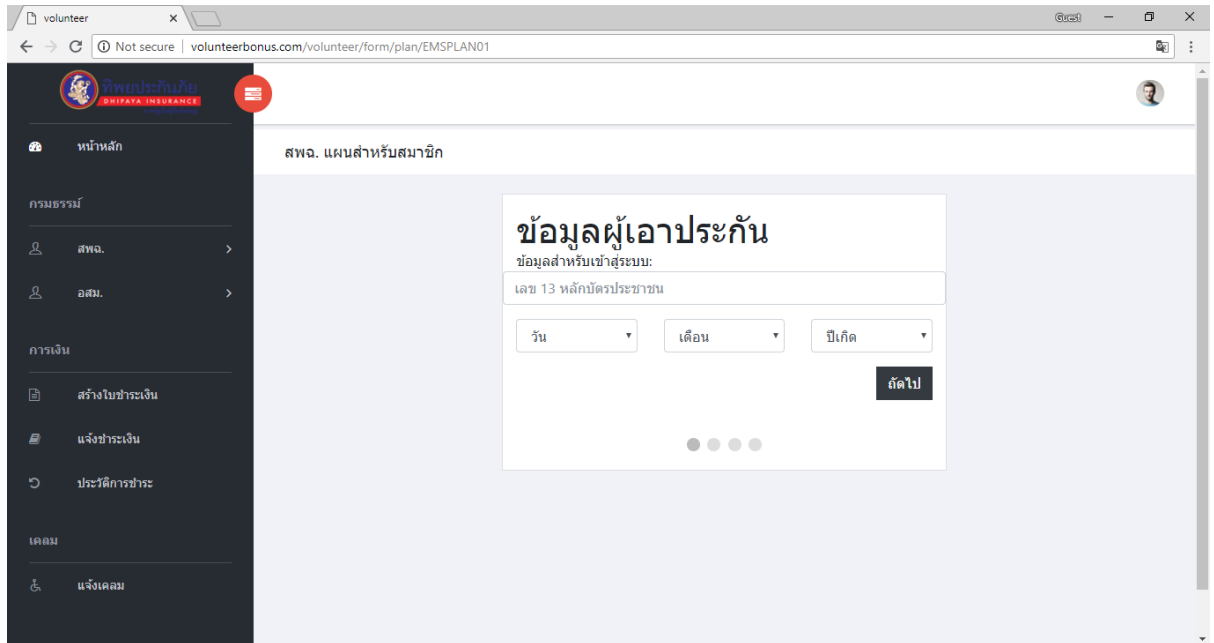 volunteer
Guest
Not secure | volunteerbonus.com/volunteer/form/plan/EMSPLAN01
ทิพยประกันภัย
DHIPAYA INSURANCE
หน้าหลัก
สพฉ. แผนสำหรับสมาชิก
กรมธรรม์
สพฉ.
อสม.
การเงิน
สร้างใบชำระเงิน
แจ้งชำระเงิน
ประวัติการชำระ
เคลม
แจ้งเคลม
ข้อมูลผู้เอาประกัน
ข้อมูลสำหรับเข้าสู่ระบบ:
เลข 13 หลักบัตรประชาชน
วัน เดือน ปีเกิด
ถัดไป